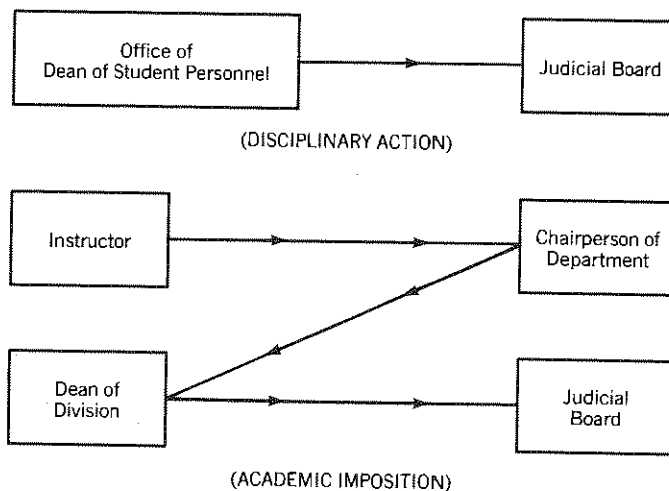 Office of
Dean of Student Personnel
Judicial Board
(DISCIPLINARY ACTION)
Instructor
Chairperson of
Department
Dean of
Division
Judicial
Board
(ACADEMIC IMPOSITION)